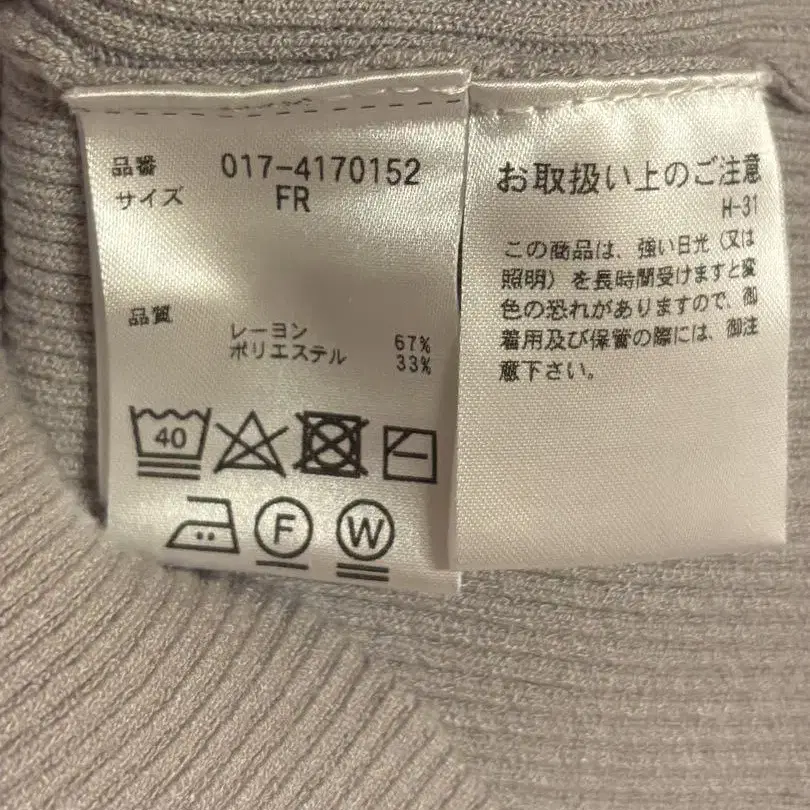 品番 017-4170152
サイズ FR
品質
レーヨン 67%
ポリエステル 33%
40
F
W
お取扱い上のご注意
H-31
この商品は、強い日光(又は
照明)を長時間受けますと変
色の恐れがありますので、御
着用及び保管の際には、御注
意下さい。